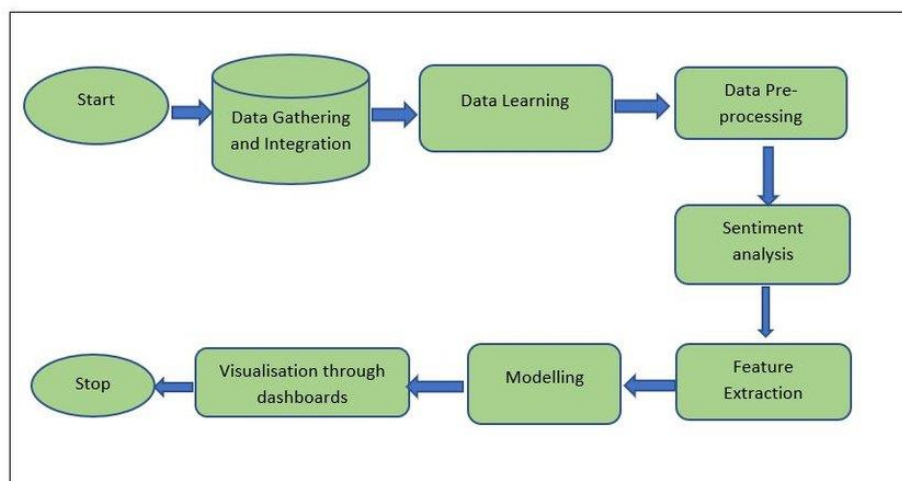 Start
Data Gathering
and Integration
Data Learning
Data Pre-
processing
Sentiment
analysis
Feature
Extraction
Modelling
Visualisation through
dashboards
Stop